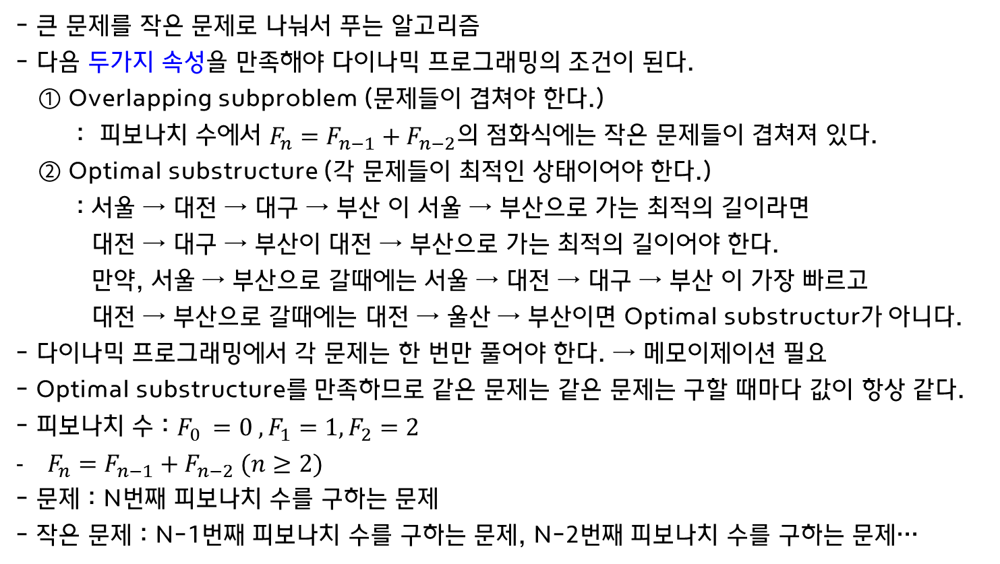 - 큰 문제를 작은 문제로 나눠서 푸는 알고리즘
- 다음 두가지 속성을 만족해야 다이나믹 프로그래밍의 조건이 된다.
① Overlapping subproblem (문제들이 겹쳐야 한다.)
: 피보나치 수에서 Fₙ = Fₙ₋₁ + Fₙ₋₂의 점화식에는 작은 문제들이 겹쳐져 있다.
② Optimal substructure (각 문제들이 최적인 상태이어야 한다.)
: 서울 → 대전 → 대구 → 부산 이 서울 → 부산으로 가는 최적의 길이라면
대전 → 대구 → 부산이 대전 → 부산으로 가는 최적의 길이어야 한다.
만약, 서울 → 부산으로 갈때에는 서울 → 대전 → 대구 → 부산 이 가장 빠르고
대전 → 부산으로 갈때에는 대전 → 울산 → 부산이면 Optimal substructur가 아니다.
- 다이나믹 프로그래밍에서 각 문제는 한 번만 풀어야 한다. → 메모이제이션 필요
- Optimal substructure를 만족하므로 같은 문제는 같은 문제는 구할 때마다 값이 항상 같다.
- 피보나치 수 : F₀ = 0 , F₁ = 1, F₂ = 2
- Fₙ = Fₙ₋₁ + Fₙ₋₂ (n ≥ 2)
- 문제 : N번째 피보나치 수를 구하는 문제
- 작은 문제 : N-1번째 피보나치 수를 구하는 문제, N-2번째 피보나치 수를 구하는 문제…